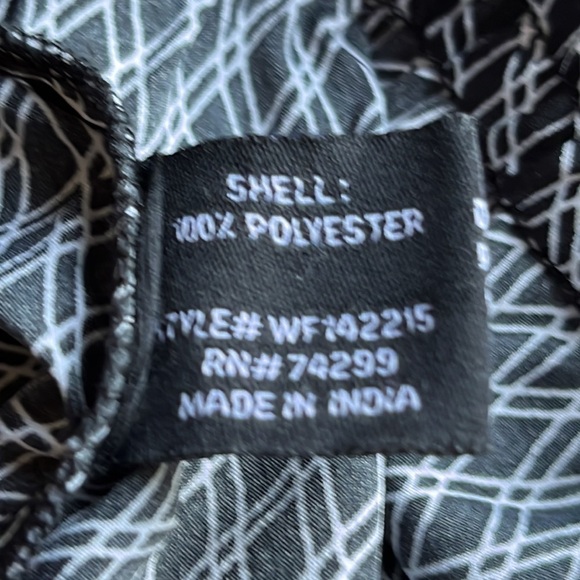 SHELL:
100% POLYESTER
STYLE# WF142215
RN# 74299
MADE IN INDIA